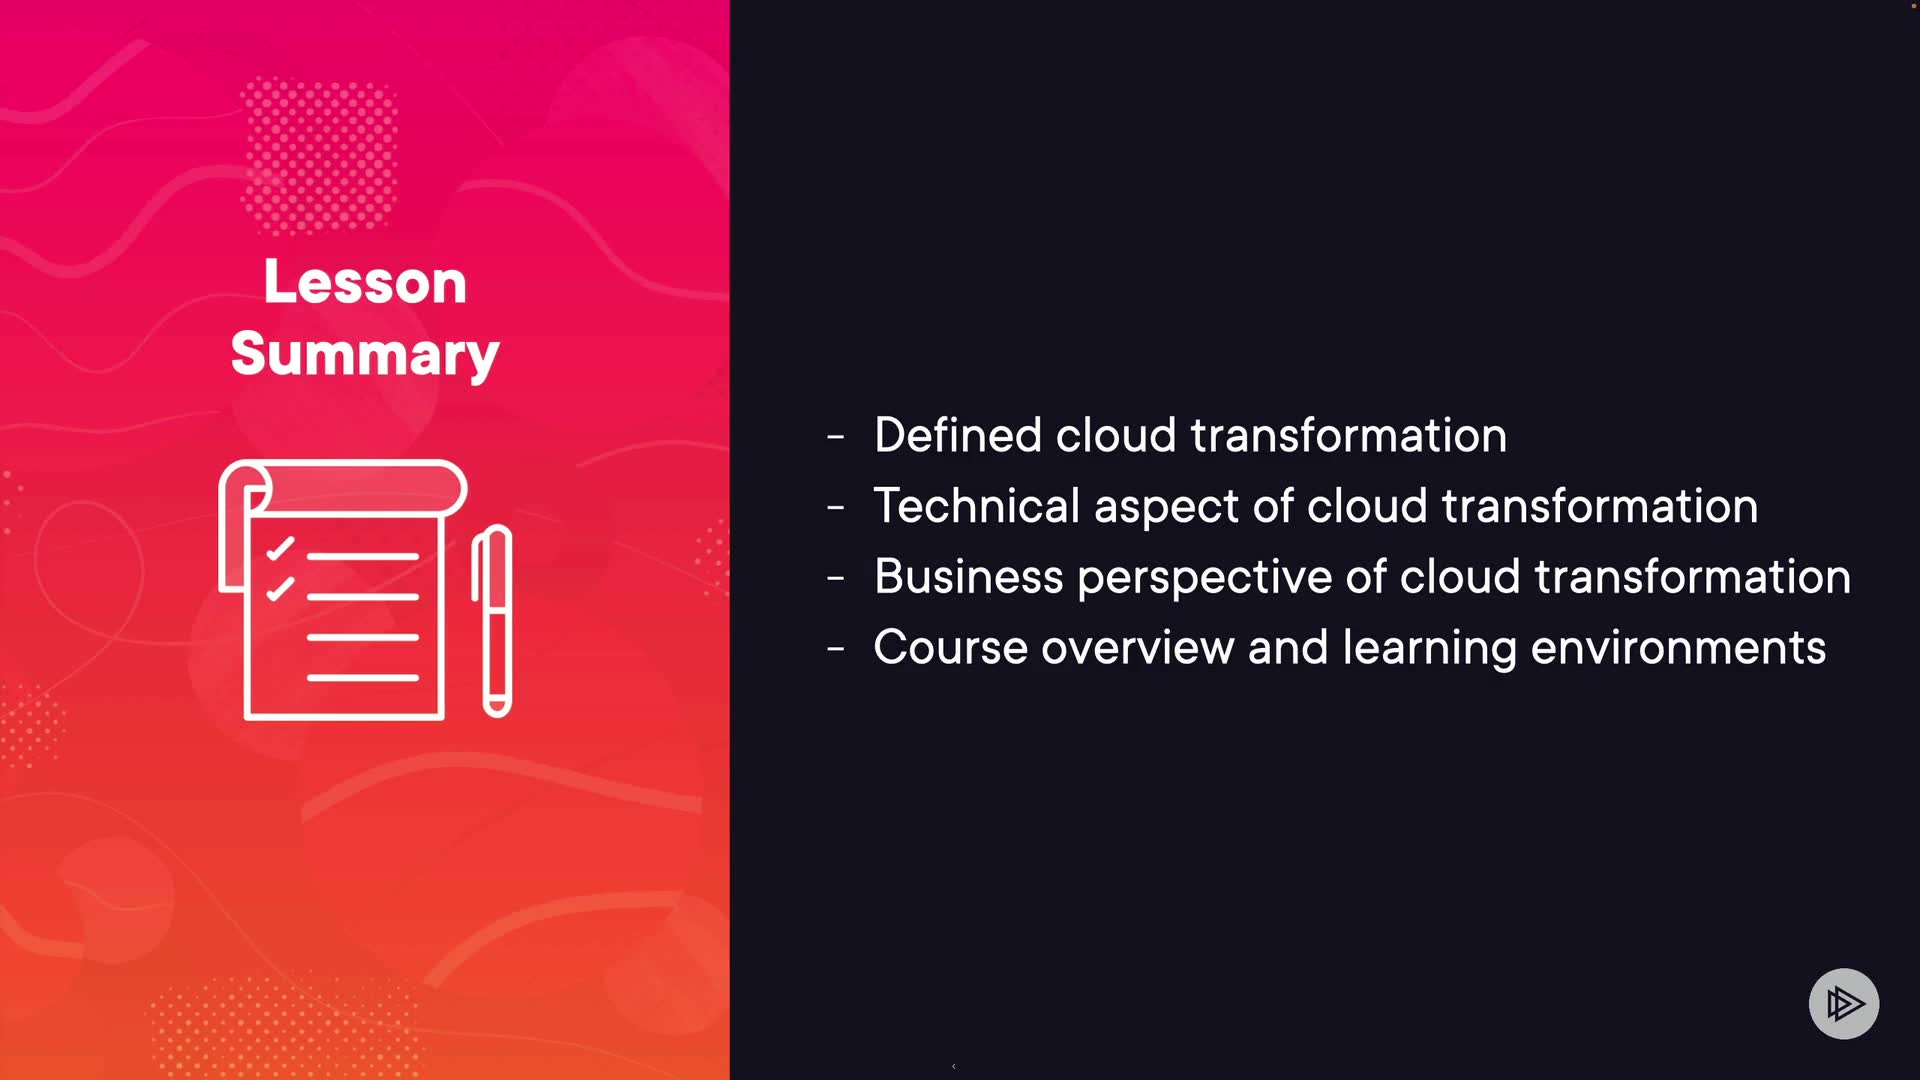 Lesson
Summary
- Defined cloud transformation
- Technical aspect of cloud transformation
- Business perspective of cloud transformation
- Course overview and learning environments